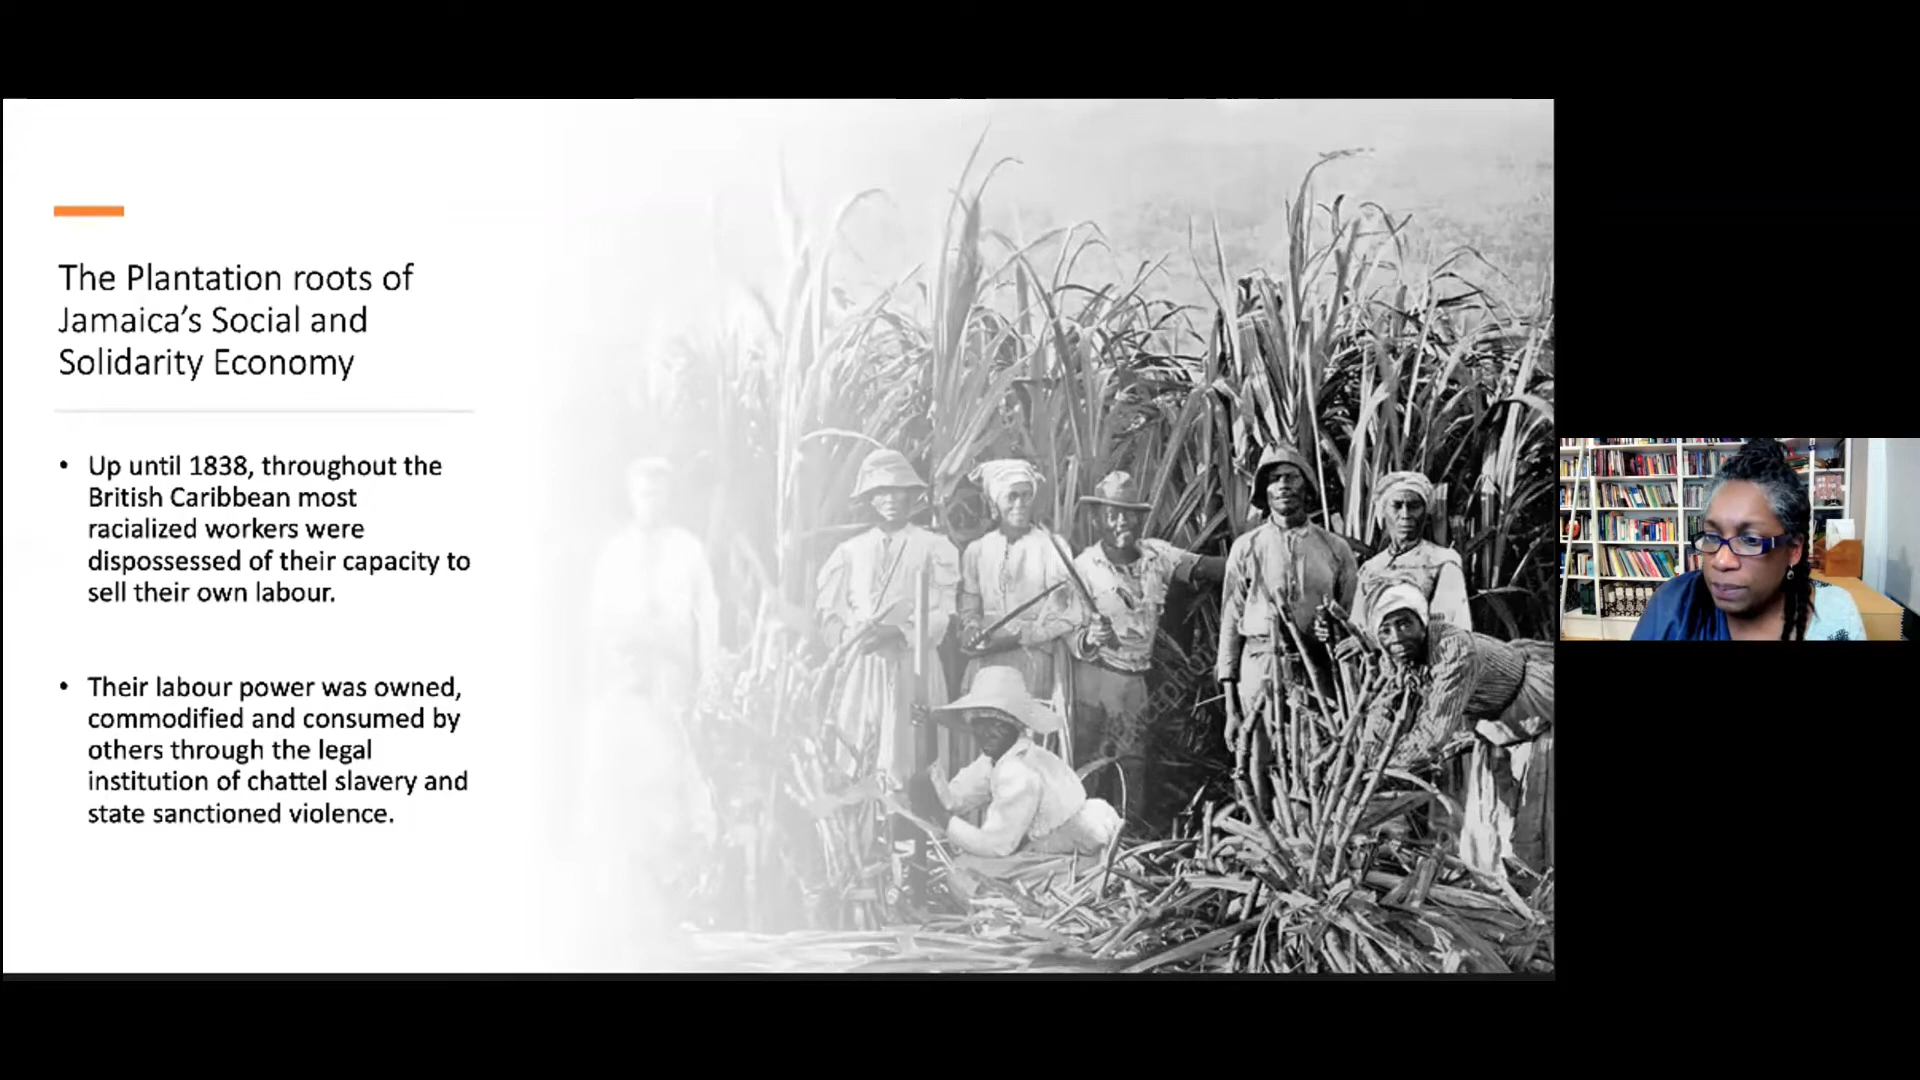 The Plantation roots of
Jamaica’s Social and
Solidarity Economy
• Up until 1838, throughout the
British Caribbean most
racialized workers were
dispossessed of their capacity to
sell their own labour.
• Their labour power was owned,
commodified and consumed by
others through the legal
institution of chattel slavery and
state sanctioned violence.